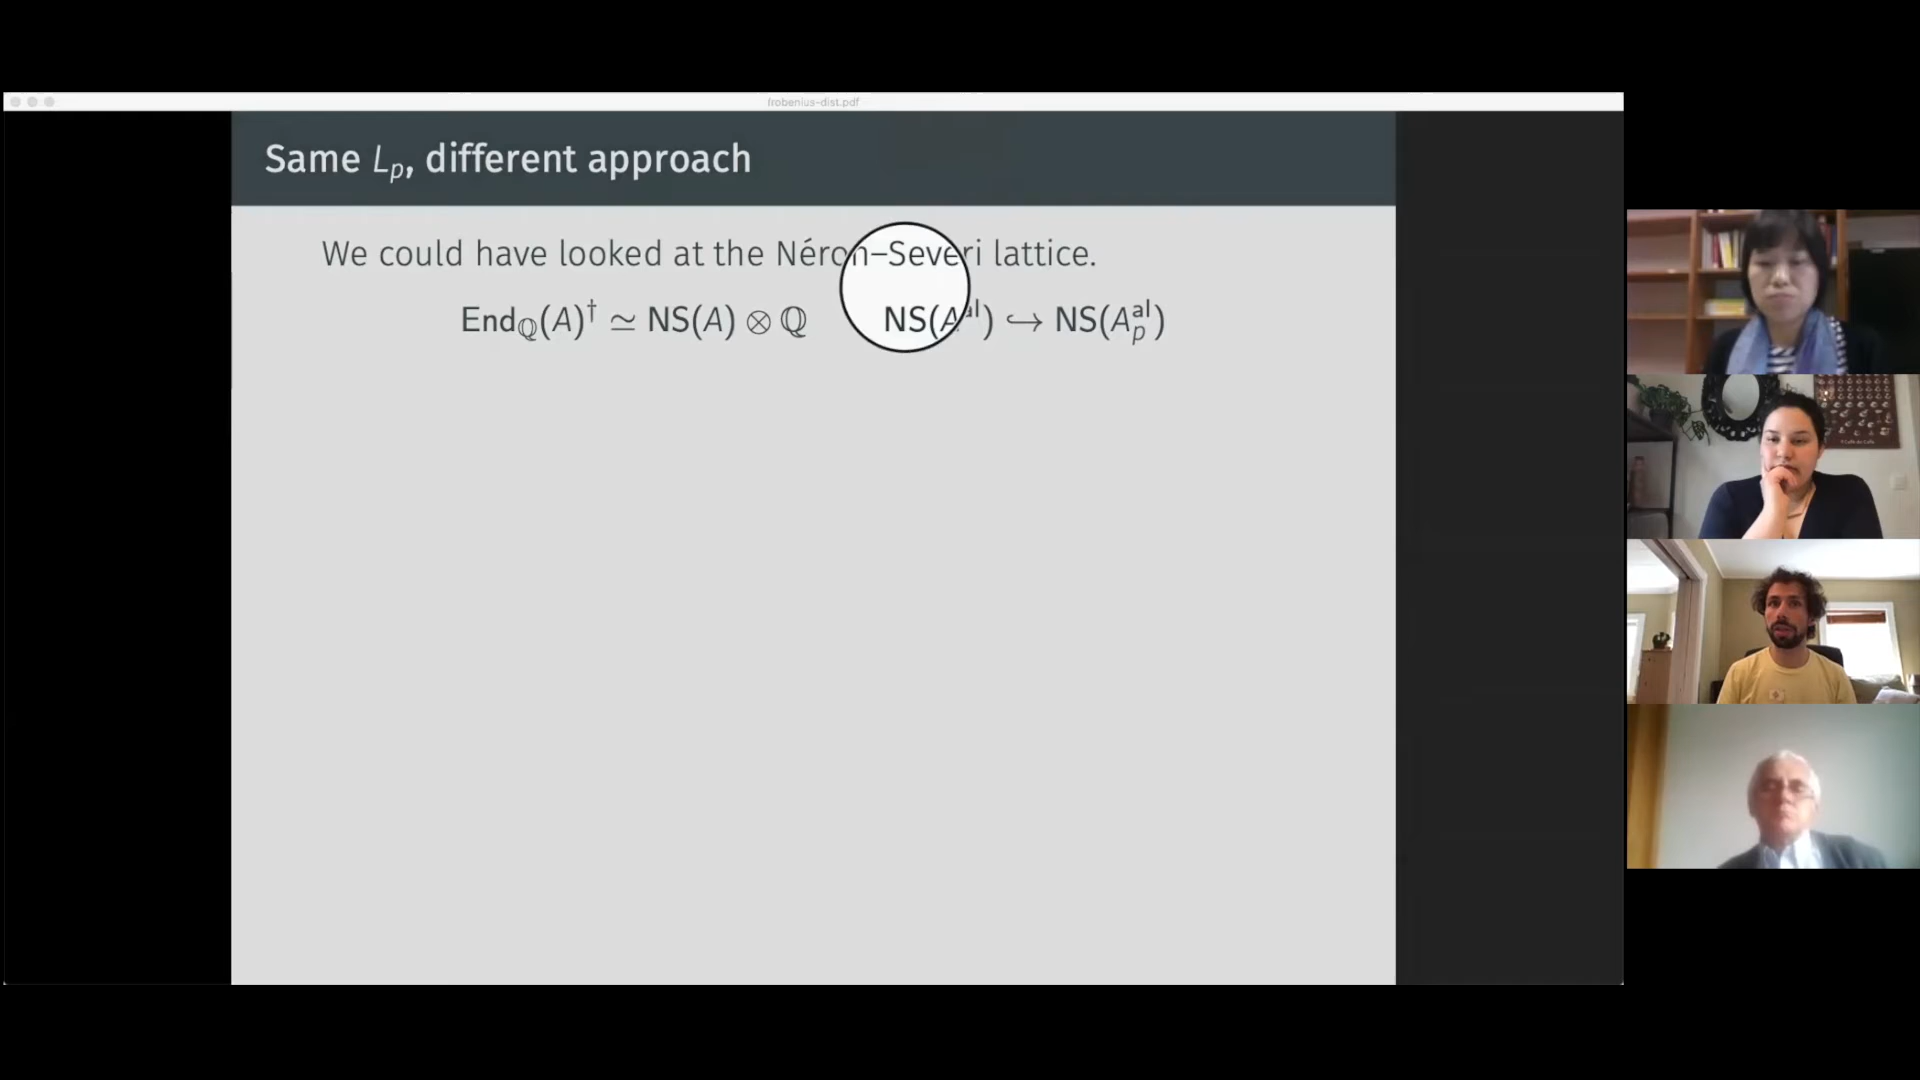 frobenius-dist.pdf
Same Lₚ, different approach
We could have looked at the Néron–Severi lattice.
End_ℚ(A)† ≃ NS(A) ⊗ ℚ NS(A^al) ↪ NS(A_p^al)